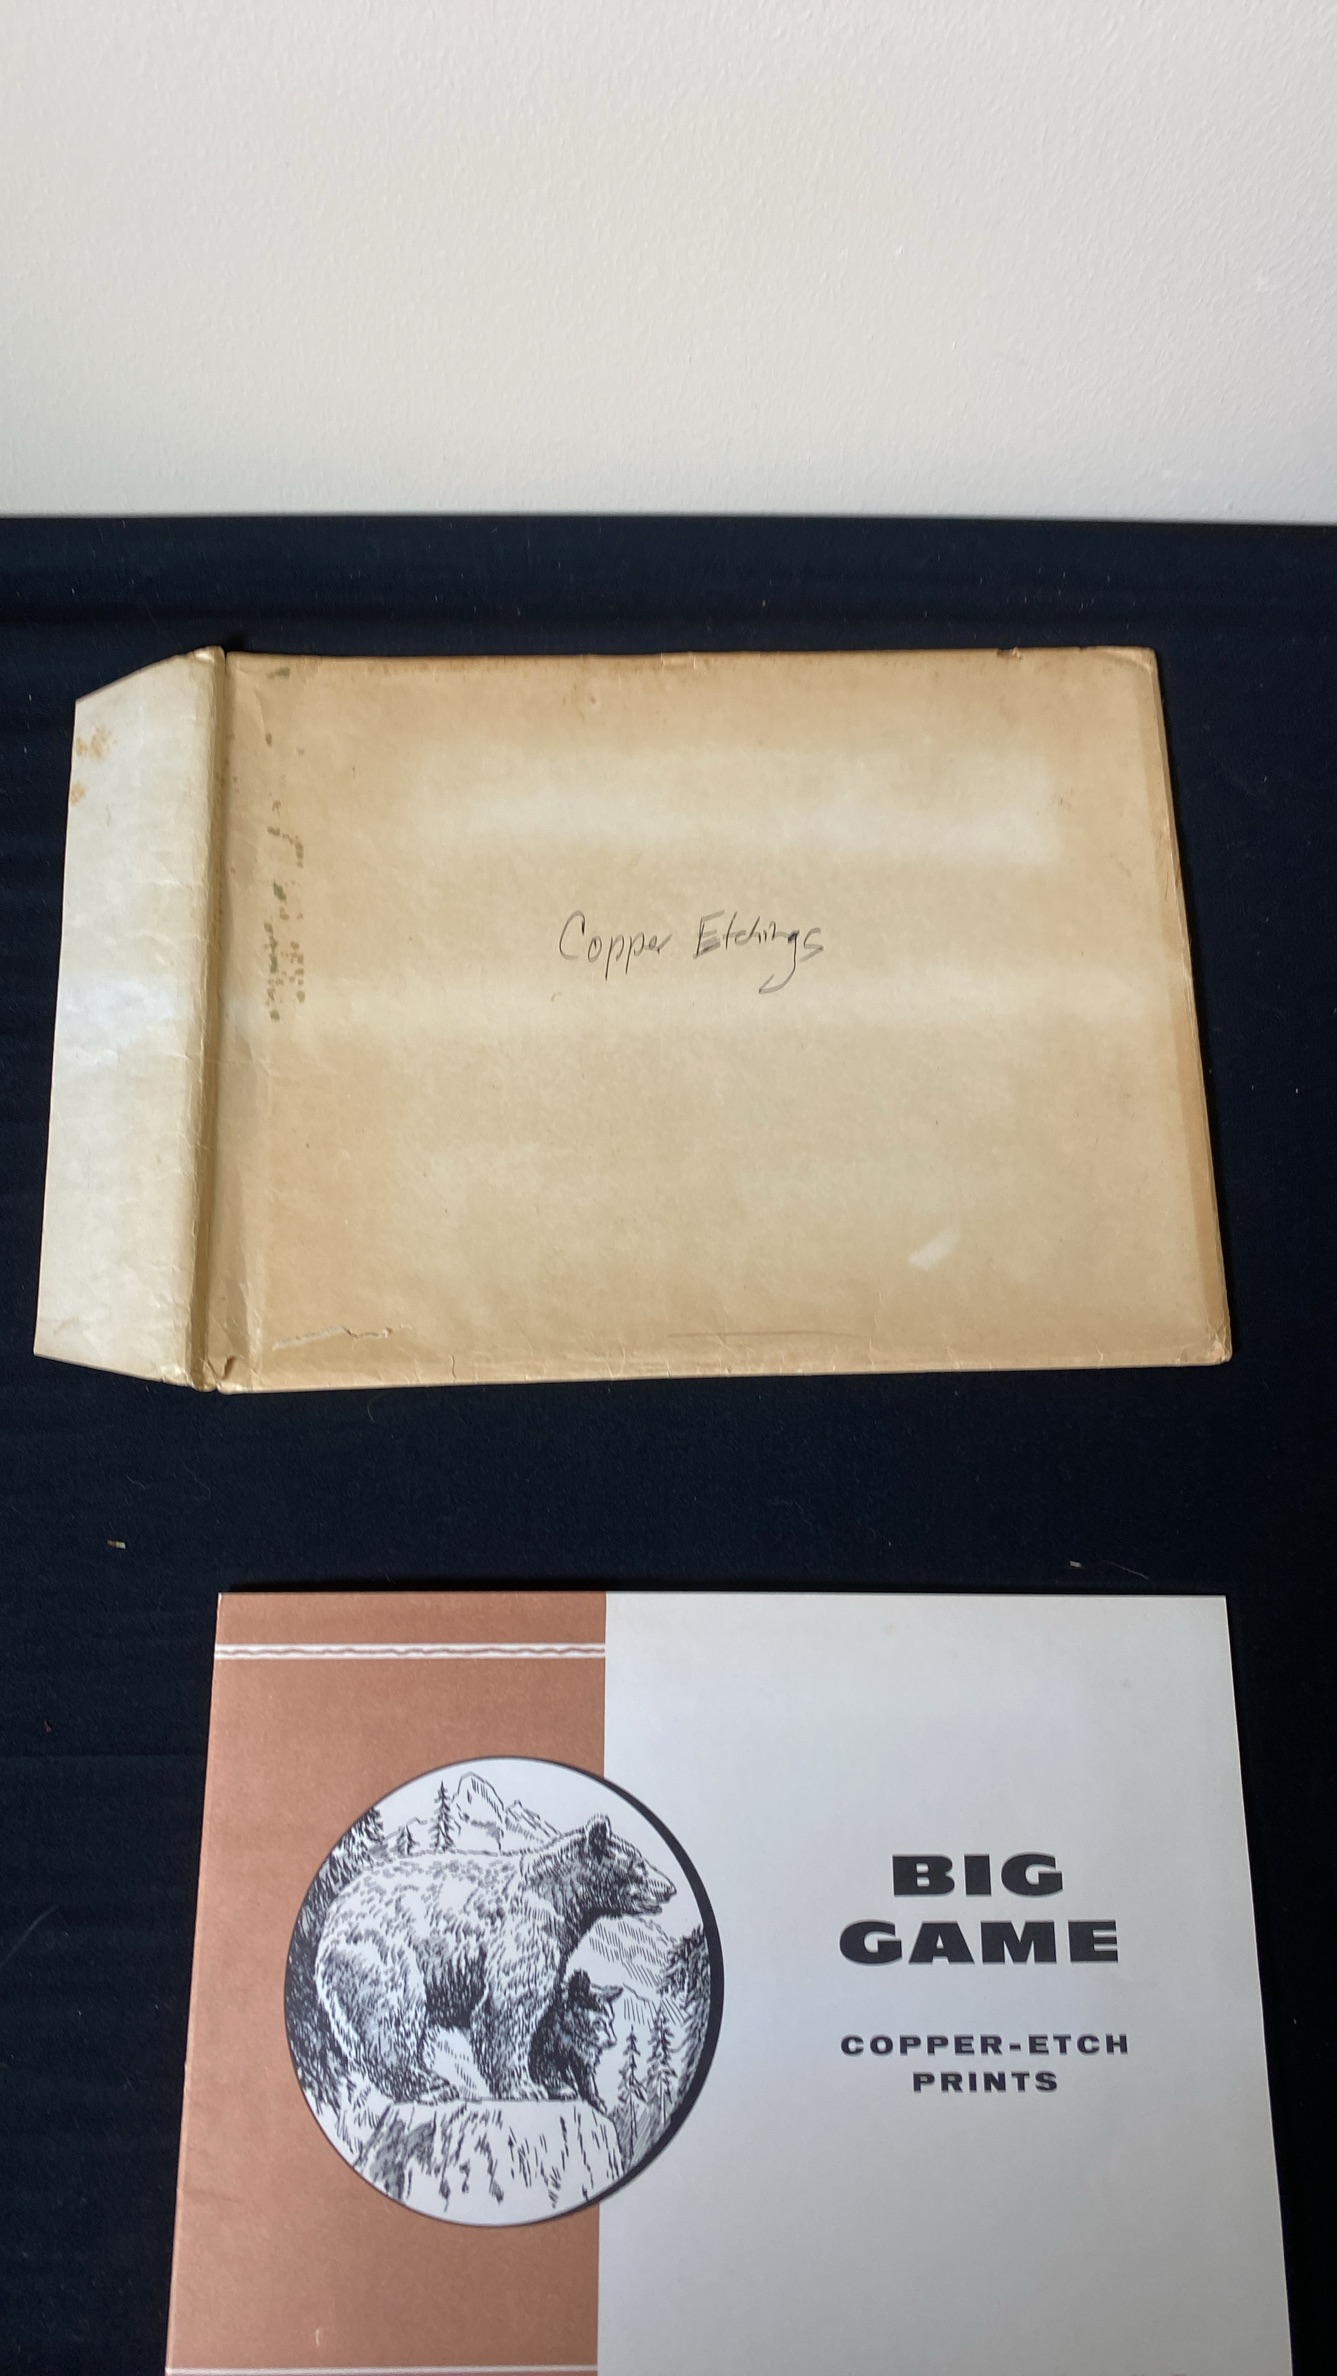 Copper Etchings
BIG
GAME
COPPER-ETCH
PRINTS